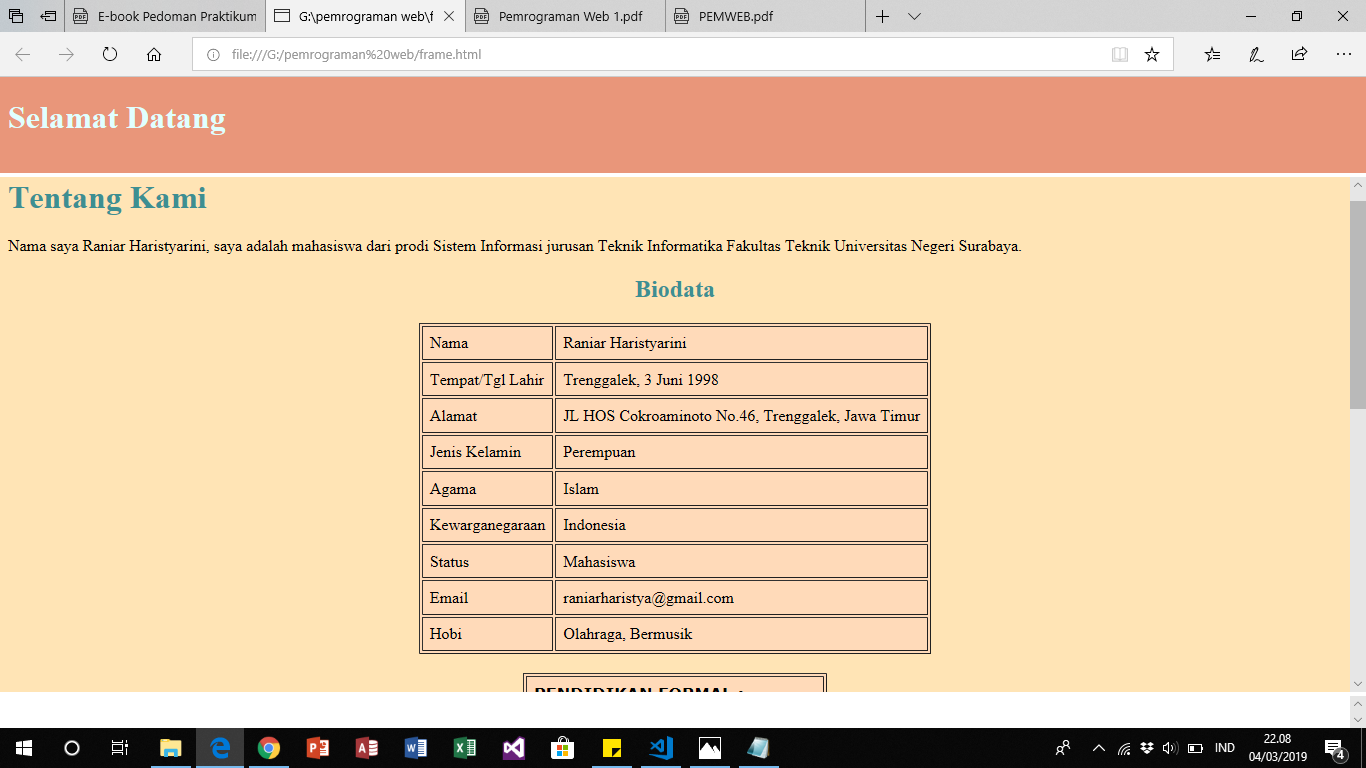 E-book Pedoman Praktikum
G:\pemrograman web\f
Pemrograman Web 1.pdf
PEMWEB.pdf
file:///G:/pemrograman%20web/frame.html
Selamat Datang
Tentang Kami
Nama saya Raniar Haristyarini, saya adalah mahasiswa dari prodi Sistem Informasi jurusan Teknik Informatika Fakultas Teknik Universitas Negeri Surabaya.
Biodata
Nama Raniar Haristyarini
Tempat/Tgl Lahir Trenggalek, 3 Juni 1998
Alamat JL HOS Cokroaminoto No.46, Trenggalek, Jawa Timur
Jenis Kelamin Perempuan
Agama Islam
Kewarganegaraan Indonesia
Status Mahasiswa
Email raniarharistya@gmail.com
Hobi Olahraga, Bermusik
PENDIDIKAN FORMAL :
IND
22.08
04/03/2019
4